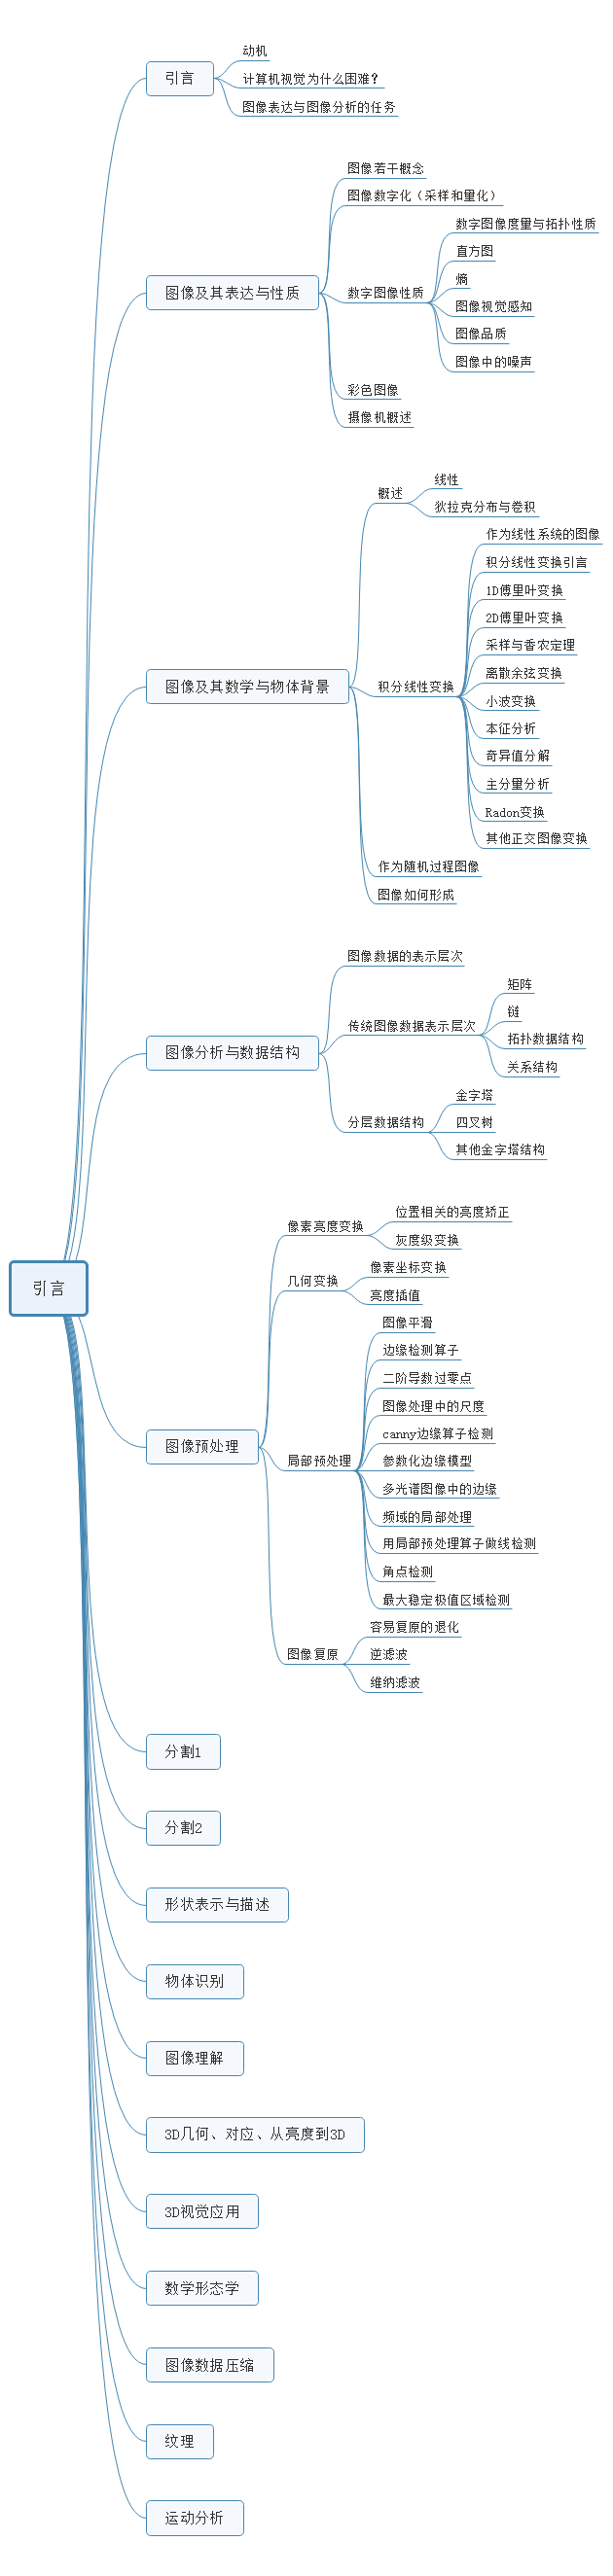 引言
动机
计算机视觉为什么困难？
图像表达与图像分析的任务
图像及其表达与性质
图像若干概念
图像数字化（采样和量化）
数字图像性质
数字图像度量与拓扑性质
直方图
熵
图像视觉感知
图像品质
图像中的噪声
彩色图像
摄像机概述
图像及其数学与物体背景
概述
线性
狄拉克分布与卷积
积分线性变换
作为线性系统的图像
积分线性变换引言
1D傅里叶变换
2D傅里叶变换
采样与香农定理
离散余弦变换
小波变换
本征分析
奇异值分解
主分量分析
Radon变换
其他正交图像变换
作为随机过程图像
图像如何形成
图像分析与数据结构
图像数据的表示层次
传统图像数据表示层次
矩阵
链
拓扑数据结构
关系结构
分层数据结构
金字塔
四叉树
其他金字塔结构
引言
图像预处理
像素亮度变换
位置相关的亮度矫正
灰度级变换
几何变换
像素坐标变换
亮度插值
局部预处理
图像平滑
边缘检测算子
二阶导数过零点
图像处理中的尺度
canny边缘算子检测
参数化边缘模型
多光谱图像中的边缘
频域的局部处理
用局部预处理算子做线检测
角点检测
最大稳定极值区域检测
图像复原
容易复原的退化
逆滤波
维纳滤波
分割1
分割2
形状表示与描述
物体识别
图像理解
3D几何、对应、从亮度到3D
3D视觉应用
数学形态学
图像数据压缩
纹理
运动分析